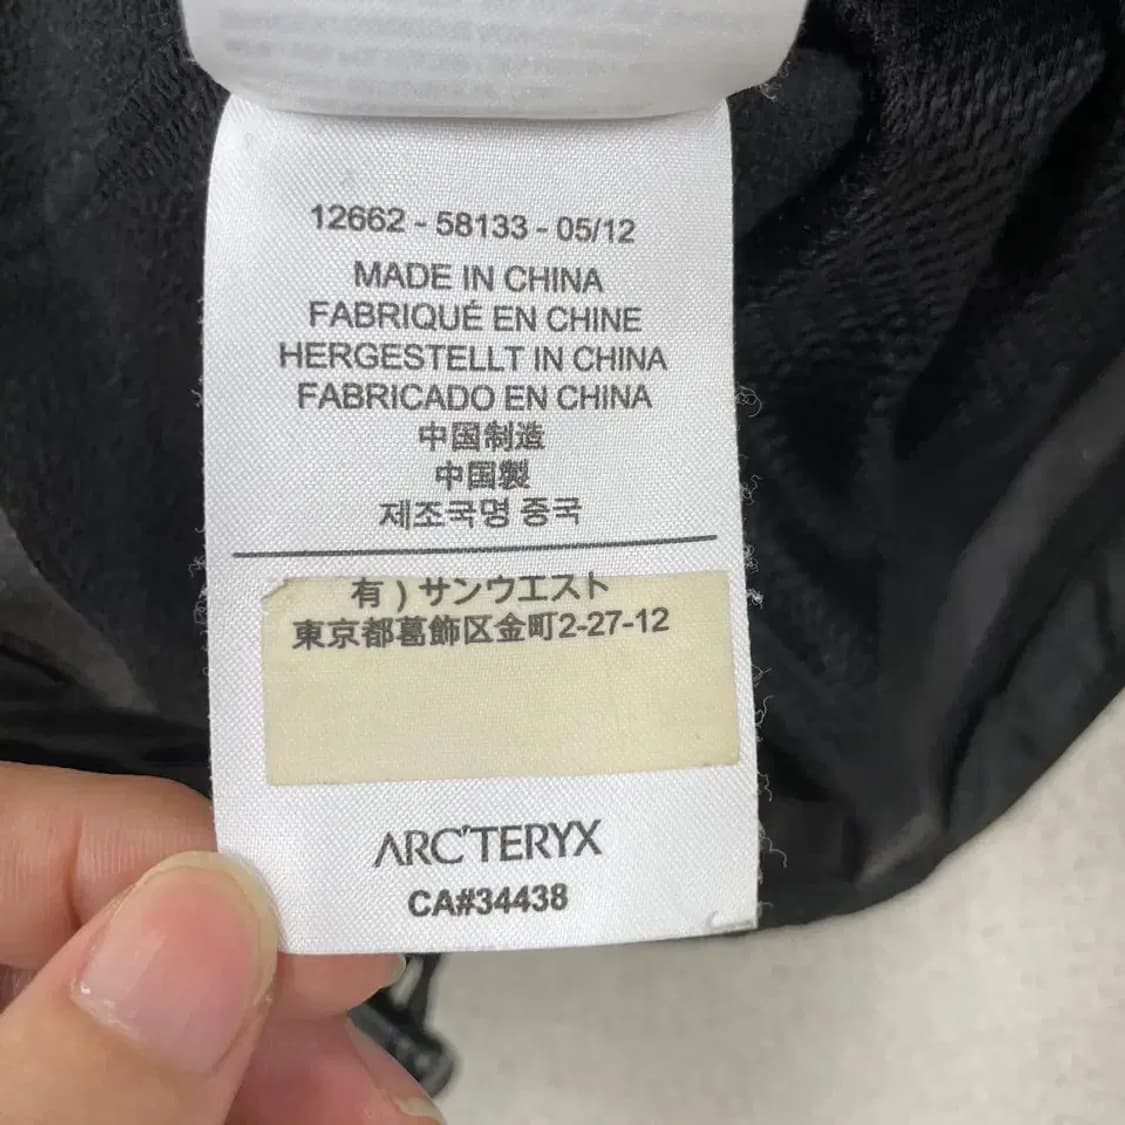 12662 - 58133 - 05/12
MADE IN CHINA
FABRIQUÉ EN CHINE
HERGESTELLT IN CHINA
FABRICADO EN CHINA
中国制造
中国製
제조국명 중국
有）サンウエスト
東京都葛飾区金町2-27-12
ARC'TERYX
CA#34438